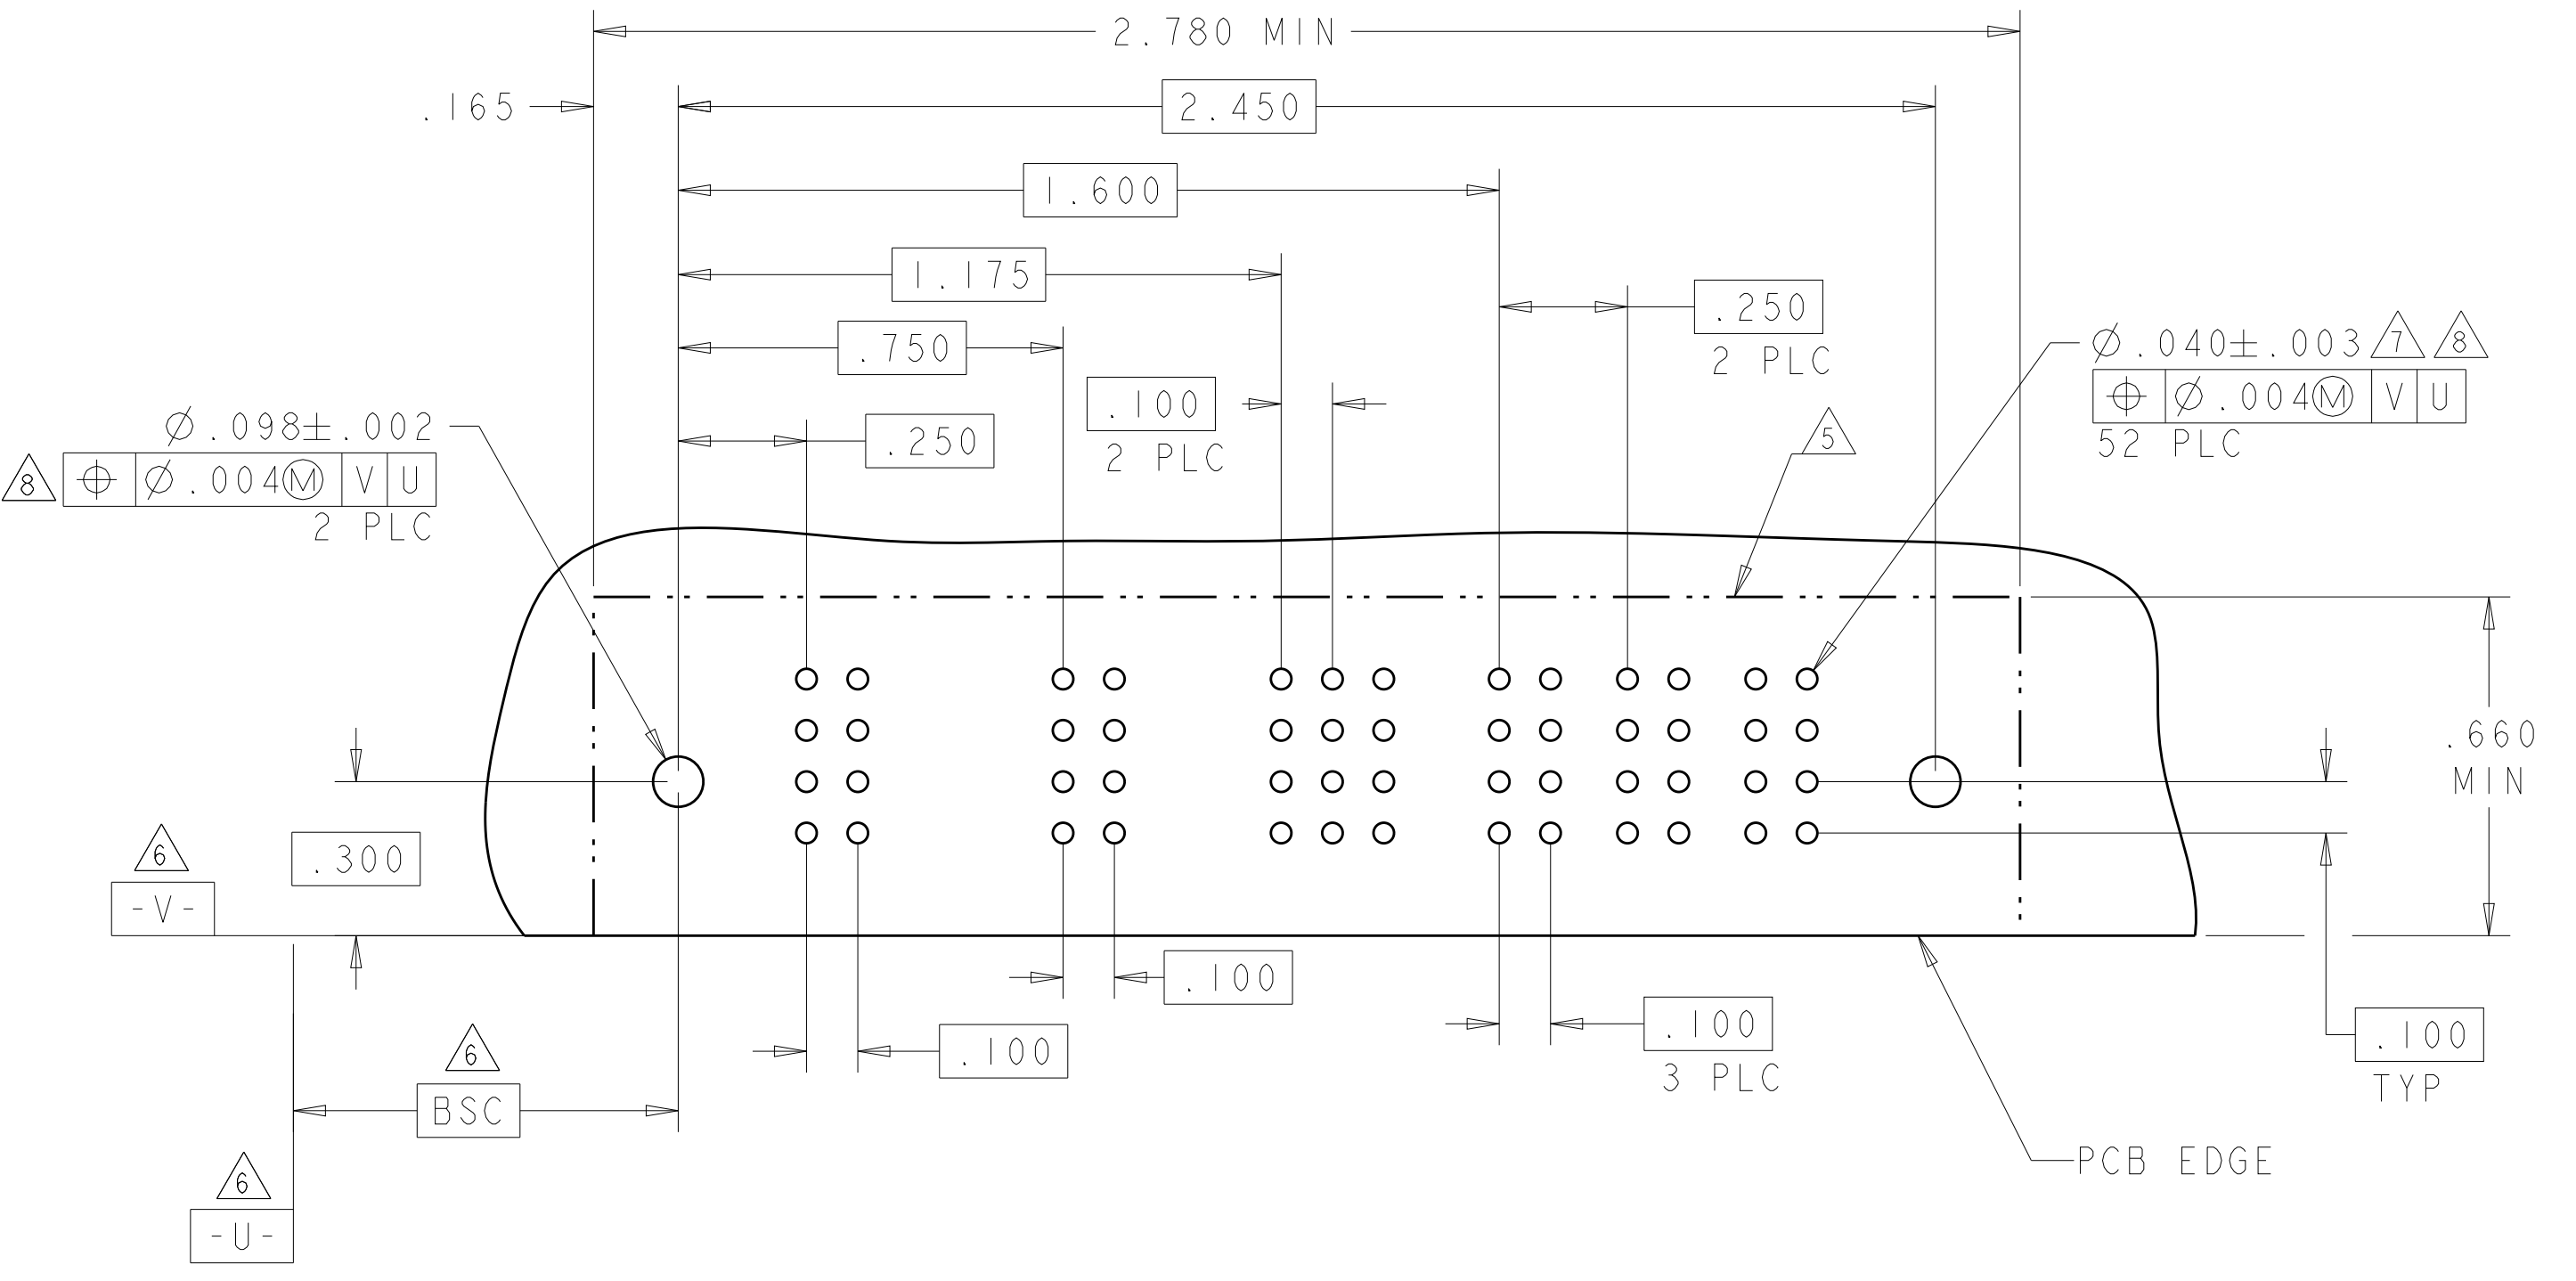 2.780 MIN
.165
2.450
1.600
1.175
.250
2 PLC
.750
.100
2 PLC
.250
Ø.040±.003 7 8
⌖ Ø.004Ⓜ V U
52 PLC
Ø.098±.002
8 ⌖ Ø.004Ⓜ V U
2 PLC
5
.660
MIN
6
-V-
.300
.100
.100
.100
3 PLC
.100
TYP
6
BSC
PCB EDGE
6
-U-